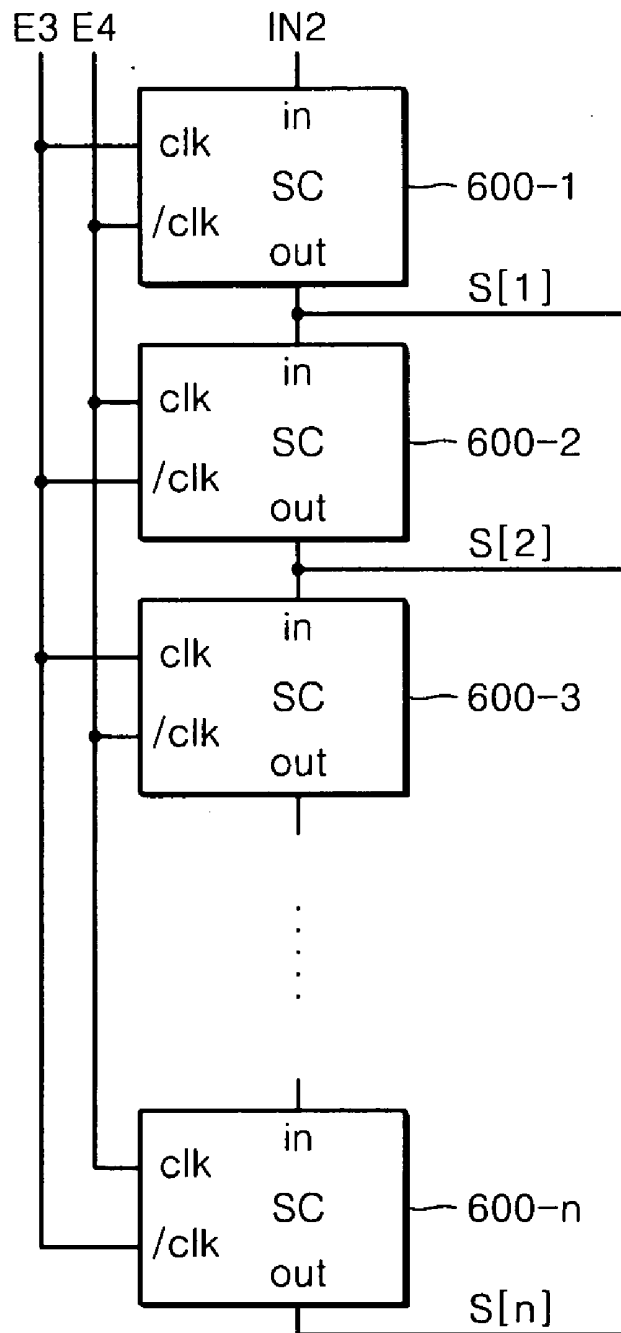 E3 E4 IN2
in
clk
SC
600-1
/clk
out
S[1]
in
clk
SC
600-2
/clk
out
S[2]
in
clk
SC
600-3
/clk
out
in
clk
SC
600-n
/clk
out
S[n]